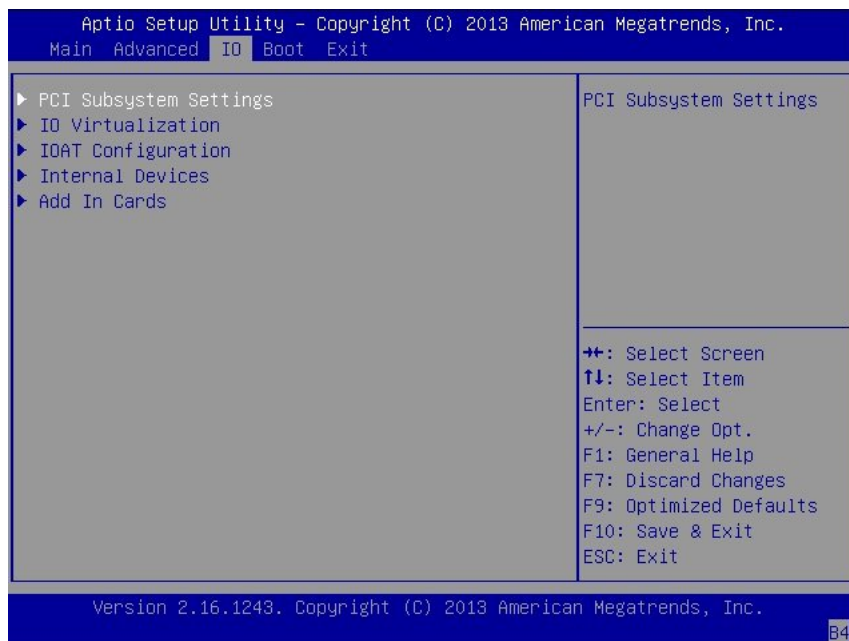 Aptio Setup Utility – Copyright (C) 2013 American Megatrends, Inc.
Main Advanced IO Boot Exit
▶ PCI Subsystem Settings
▶ IO Virtualization
▶ IOAT Configuration
▶ Internal Devices
▶ Add In Cards
PCI Subsystem Settings
→←: Select Screen
↑↓: Select Item
Enter: Select
+/-: Change Opt.
F1: General Help
F7: Discard Changes
F9: Optimized Defaults
F10: Save & Exit
ESC: Exit
Version 2.16.1243. Copyright (C) 2013 American Megatrends, Inc.
B4